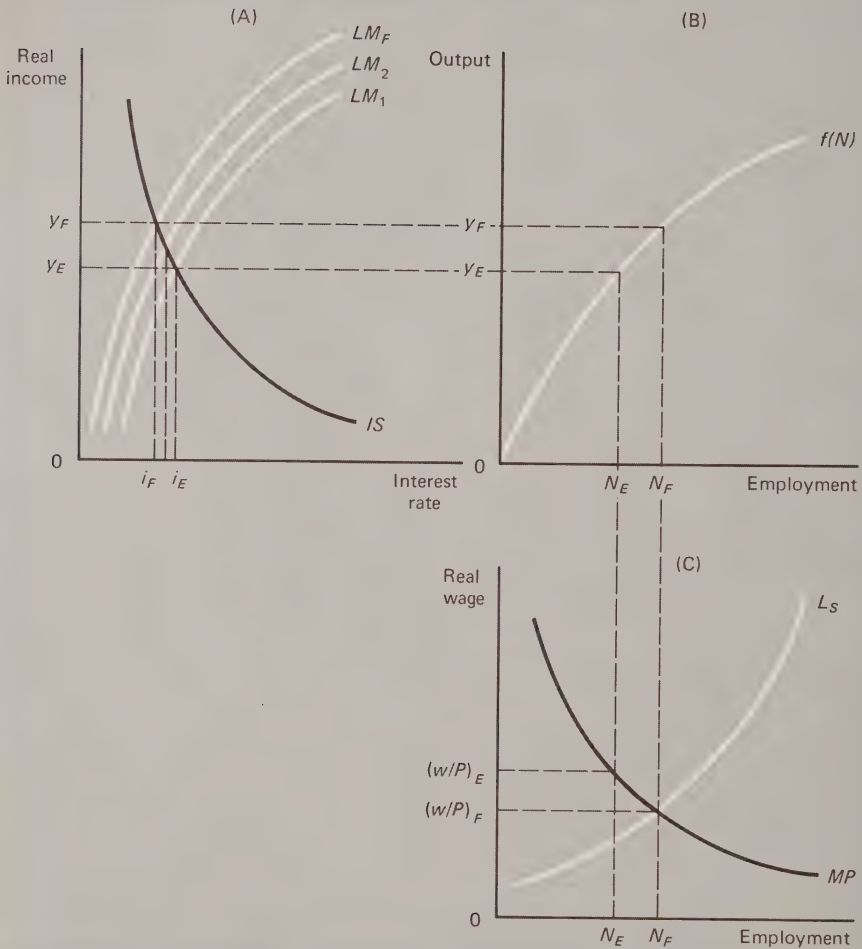 (A)
Real
income
LM_F
LM_2
LM_1
y_F
y_E
IS
0
i_F
i_E
Interest
rate
(B)
Output
f(N)
y_F
y_E
0
N_E
N_F
Employment
(C)
Real
wage
L_S
(w/P)_E
(w/P)_F
MP
0
N_E
N_F
Employment